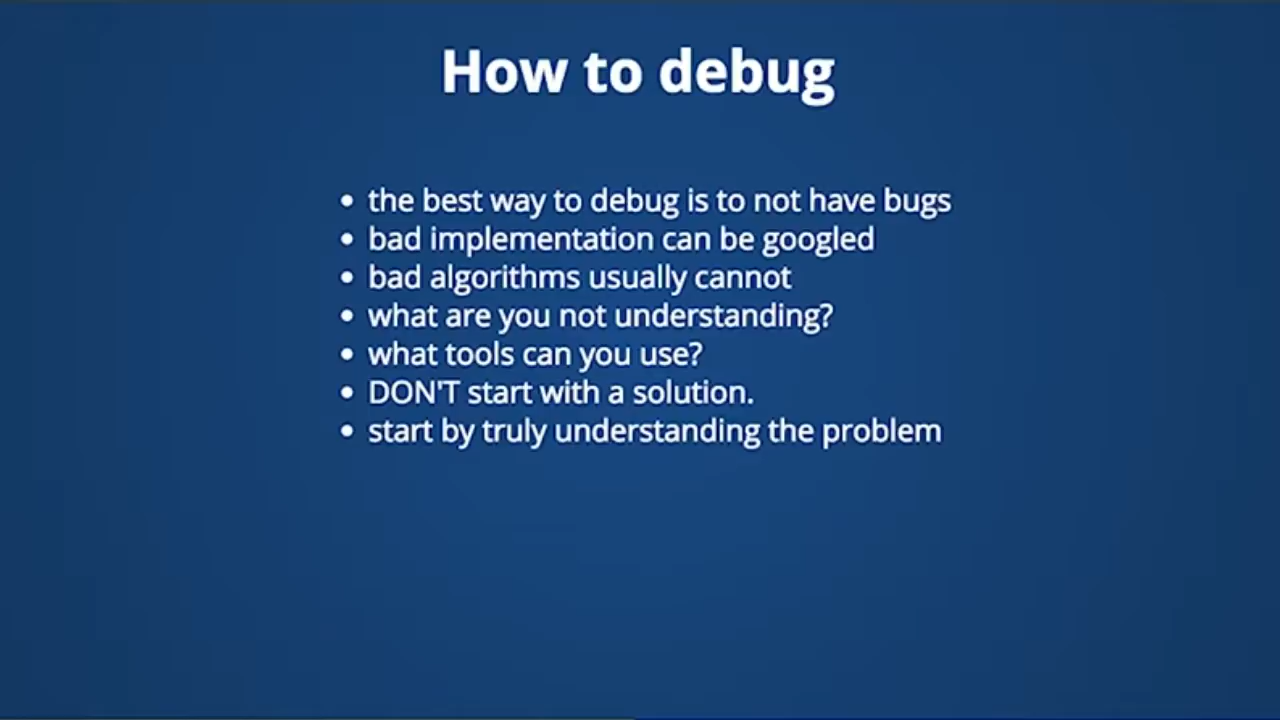 How to debug
• the best way to debug is to not have bugs
• bad implementation can be googled
• bad algorithms usually cannot
• what are you not understanding?
• what tools can you use?
• DON'T start with a solution.
• start by truly understanding the problem